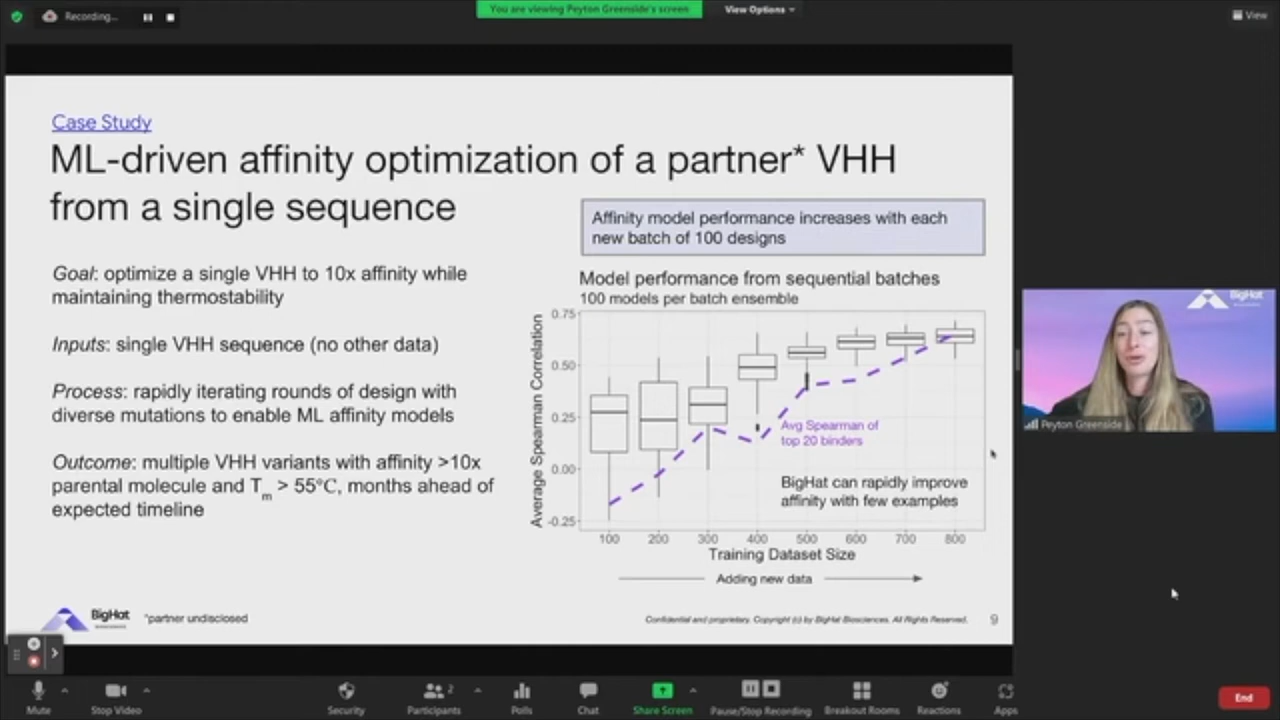 Recording...
You are viewing Peyton Greenside's screen
View Options
View
Case Study
ML-driven affinity optimization of a partner* VHH
from a single sequence
Goal: optimize a single VHH to 10x affinity while
maintaining thermostability
Inputs: single VHH sequence (no other data)
Process: rapidly iterating rounds of design with
diverse mutations to enable ML affinity models
Outcome: multiple VHH variants with affinity >10x
parental molecule and Tm > 55°C, months ahead of
expected timeline
Affinity model performance increases with each
new batch of 100 designs
Model performance from sequential batches
100 models per batch ensemble
Average Spearman Correlation
0.75
0.50
0.25
0.00
-0.25
Avg Spearman of
top 20 binders
BigHat can rapidly improve
affinity with few examples
100 200 300 400 500 600 700 800
Training Dataset Size
Adding new data
BigHat
BIOSCIENCES
*partner undisclosed
Confidential and proprietary. Copyright (c) by BigHat Biosciences. All Rights Reserved.
9
BigHat
Peyton Greenside
Mute
Stop Video
Security
Participants
2
Polls
Chat
Share Screen
Pause/Stop Recording
Breakout Rooms
Reactions
Apps
End